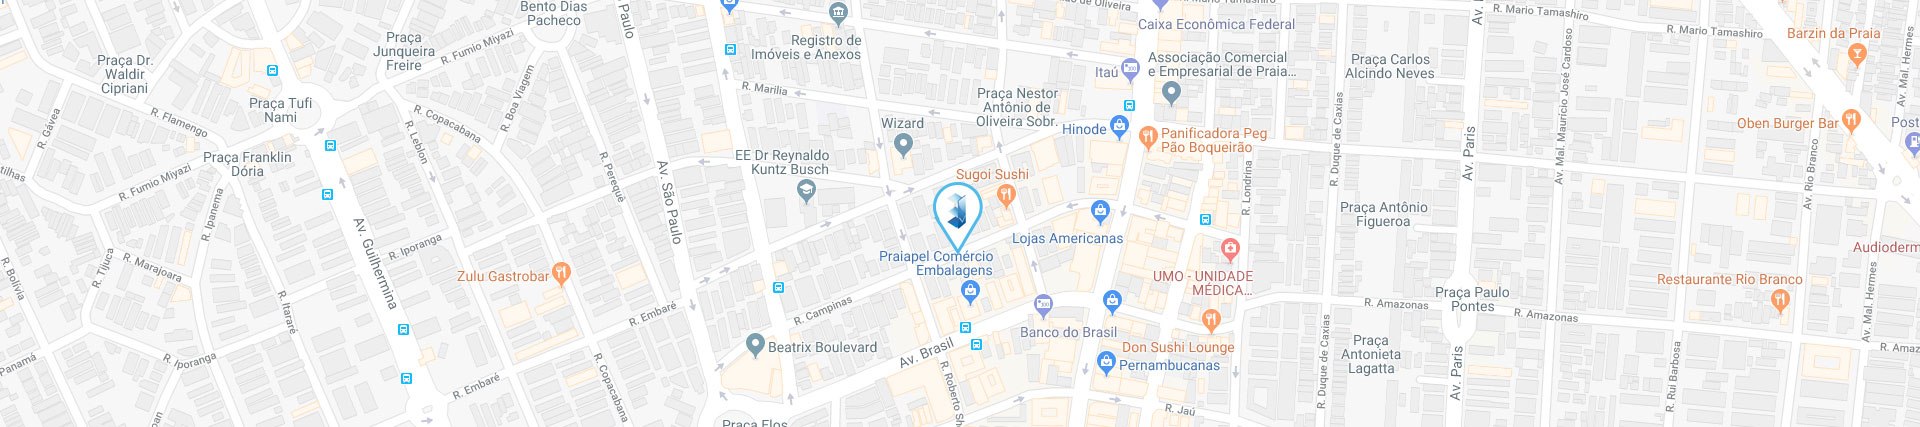 Bento Dias
Pacheco
Paulo
de Oliveira
R. Mario Tamashiro
R. Mario Tamashiro
Av.
Praça
Junqueira
Freire
R. Fumio Miyazi
Registro de
Imóveis e Anexos
Caixa Econômica Federal
Barzin da Praia
Praça Dr.
Waldir
Cipriani
Associação Comercial
e Empresarial de Praia...
Itaú
Praça Carlos
Alcindo Neves
Av. Mal. Maurício José Cardoso
Av. Mal. Hermes
Praça Tufi
Nami
R. Copacabana
R. Boa Viagem
R. Marilia
Praça Nestor
Antônio de
Oliveira Sobr.
R. Gávea
R. Flamengo
R. Leblon
Wizard
Hinode
Panificadora Peg
Pão Boqueirão
R. Duque de Caxias
Av. Paris
Oben Burger Bar
Post
Praça Franklin
Dória
EE Dr Reynaldo
Kuntz Busch
Sugoi Sushi
R. Fumio Miyazi
R. Ipanema
R. Perequê
Av. São Paulo
R. Londrina
Av. Rio Branco
Praça Antônio
Figueroa
R. Iporanga
Av. Guilhermina
Lojas Americanas
Audioderm
R. Bolívia
R. Tijuca
R. Marajoara
Praiapel Comércio
Embalagens
Zulu Gastrobar
UMO - UNIDADE
MÉDICA...
Restaurante Rio Branco
Praça Paulo
Pontes
R. Itararé
R. Embaré
R. Campinas
R. Amazonas
R. Amazonas
Av. Mal. Hermes
Banco do Brasil
Panamá
R. Iporanga
Beatrix Boulevard
Av. Brasil
Don Sushi Lounge
Pernambucanas
Praça
Antonieta
Lagatta
R. Duque de Caxias
Av. Paris
R. Rui Barbosa
R. Amaz
R. Embaré
R. Copacabana
R. Roberto Sh
R. Jaú
Praça Flos